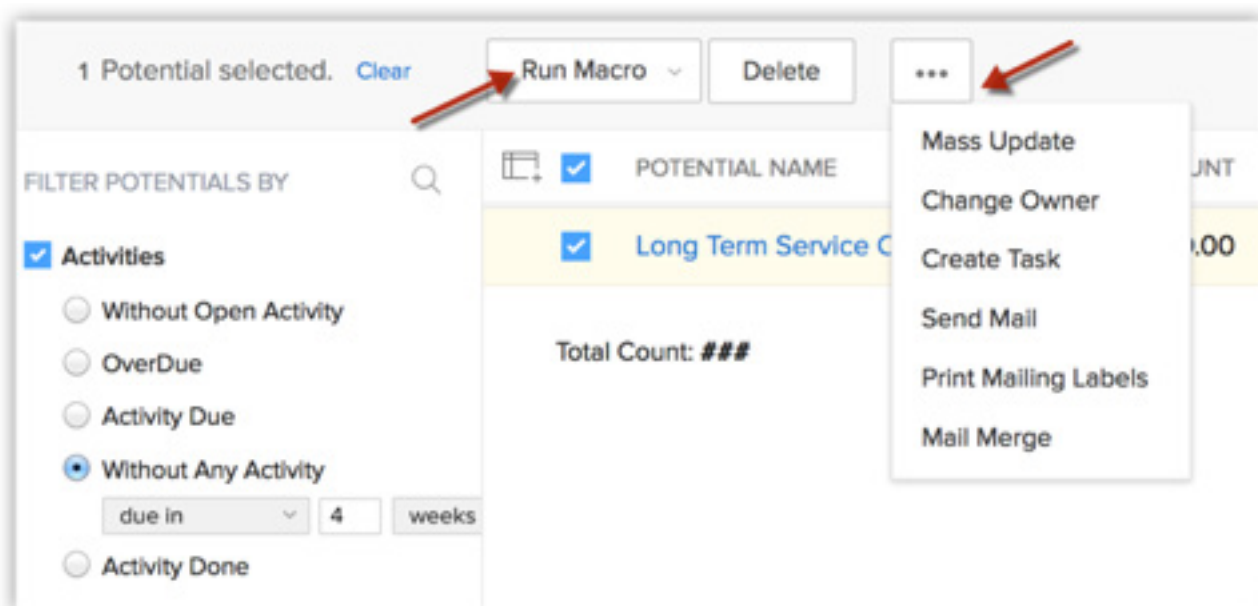 1 Potential selected. Clear Run Macro Delete •••
FILTER POTENTIALS BY
Activities
Without Open Activity
OverDue
Activity Due
Without Any Activity
due in 4 weeks
Activity Done
POTENTIAL NAME
Long Term Service
.00
Total Count: ###
Mass Update
Change Owner
Create Task
Send Mail
Print Mailing Labels
Mail Merge